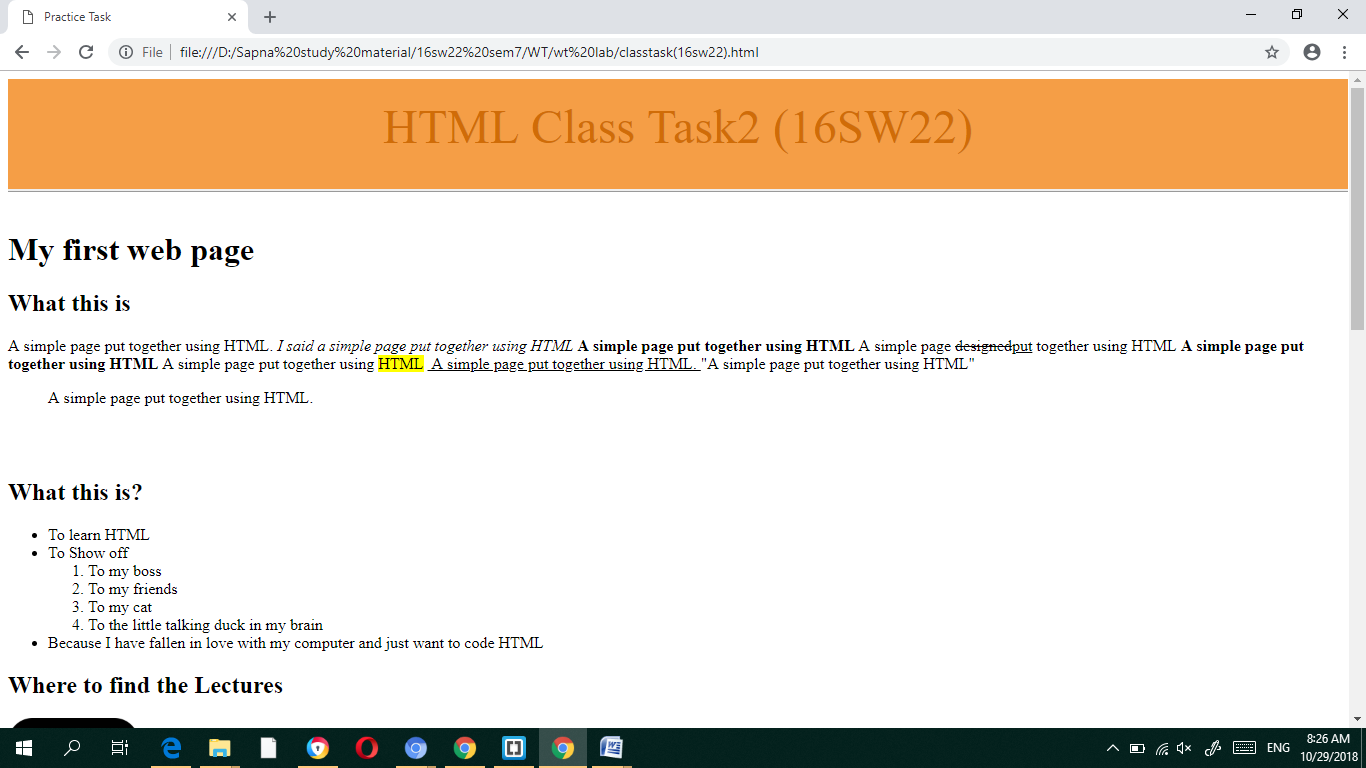 Practice Task
File
file:///D:/Sapna%20study%20material/16sw22%20sem7/WT/wt%20lab/classtask(16sw22).html
HTML Class Task2 (16SW22)
My first web page
What this is
A simple page put together using HTML. I said a simple page put together using HTML A simple page put together using HTML A simple page designedput together using HTML A simple page put
together using HTML A simple page put together using HTML A simple page put together using HTML. "A simple page put together using HTML"
A simple page put together using HTML.
What this is?
To learn HTML
To Show off
1. To my boss
2. To my friends
3. To my cat
4. To the little talking duck in my brain
Because I have fallen in love with my computer and just want to code HTML
Where to find the Lectures
ENG
8:26 AM
10/29/2018